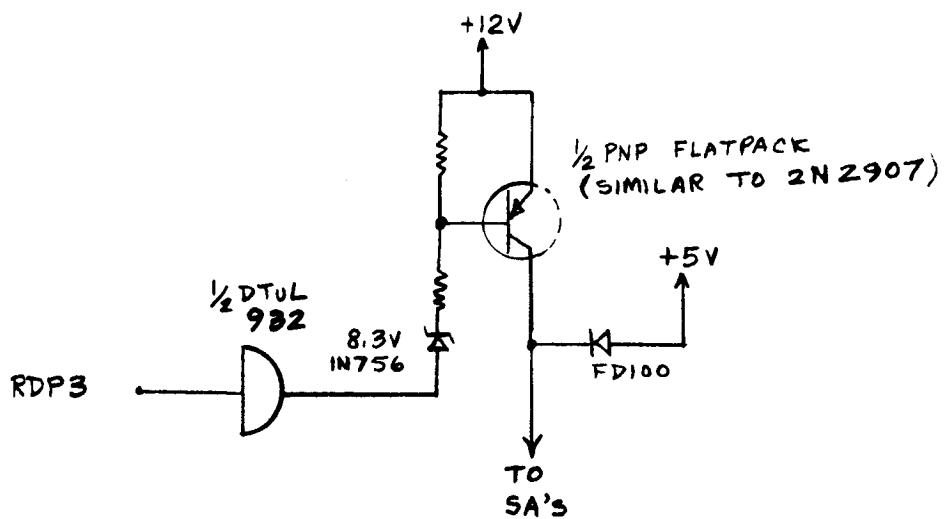 +12V
½ PNP FLATPACK
(SIMILAR TO 2N2907)
+5V
½ DTuL
932
8.3V
1N756
FD100
RDP3
TO
SA's